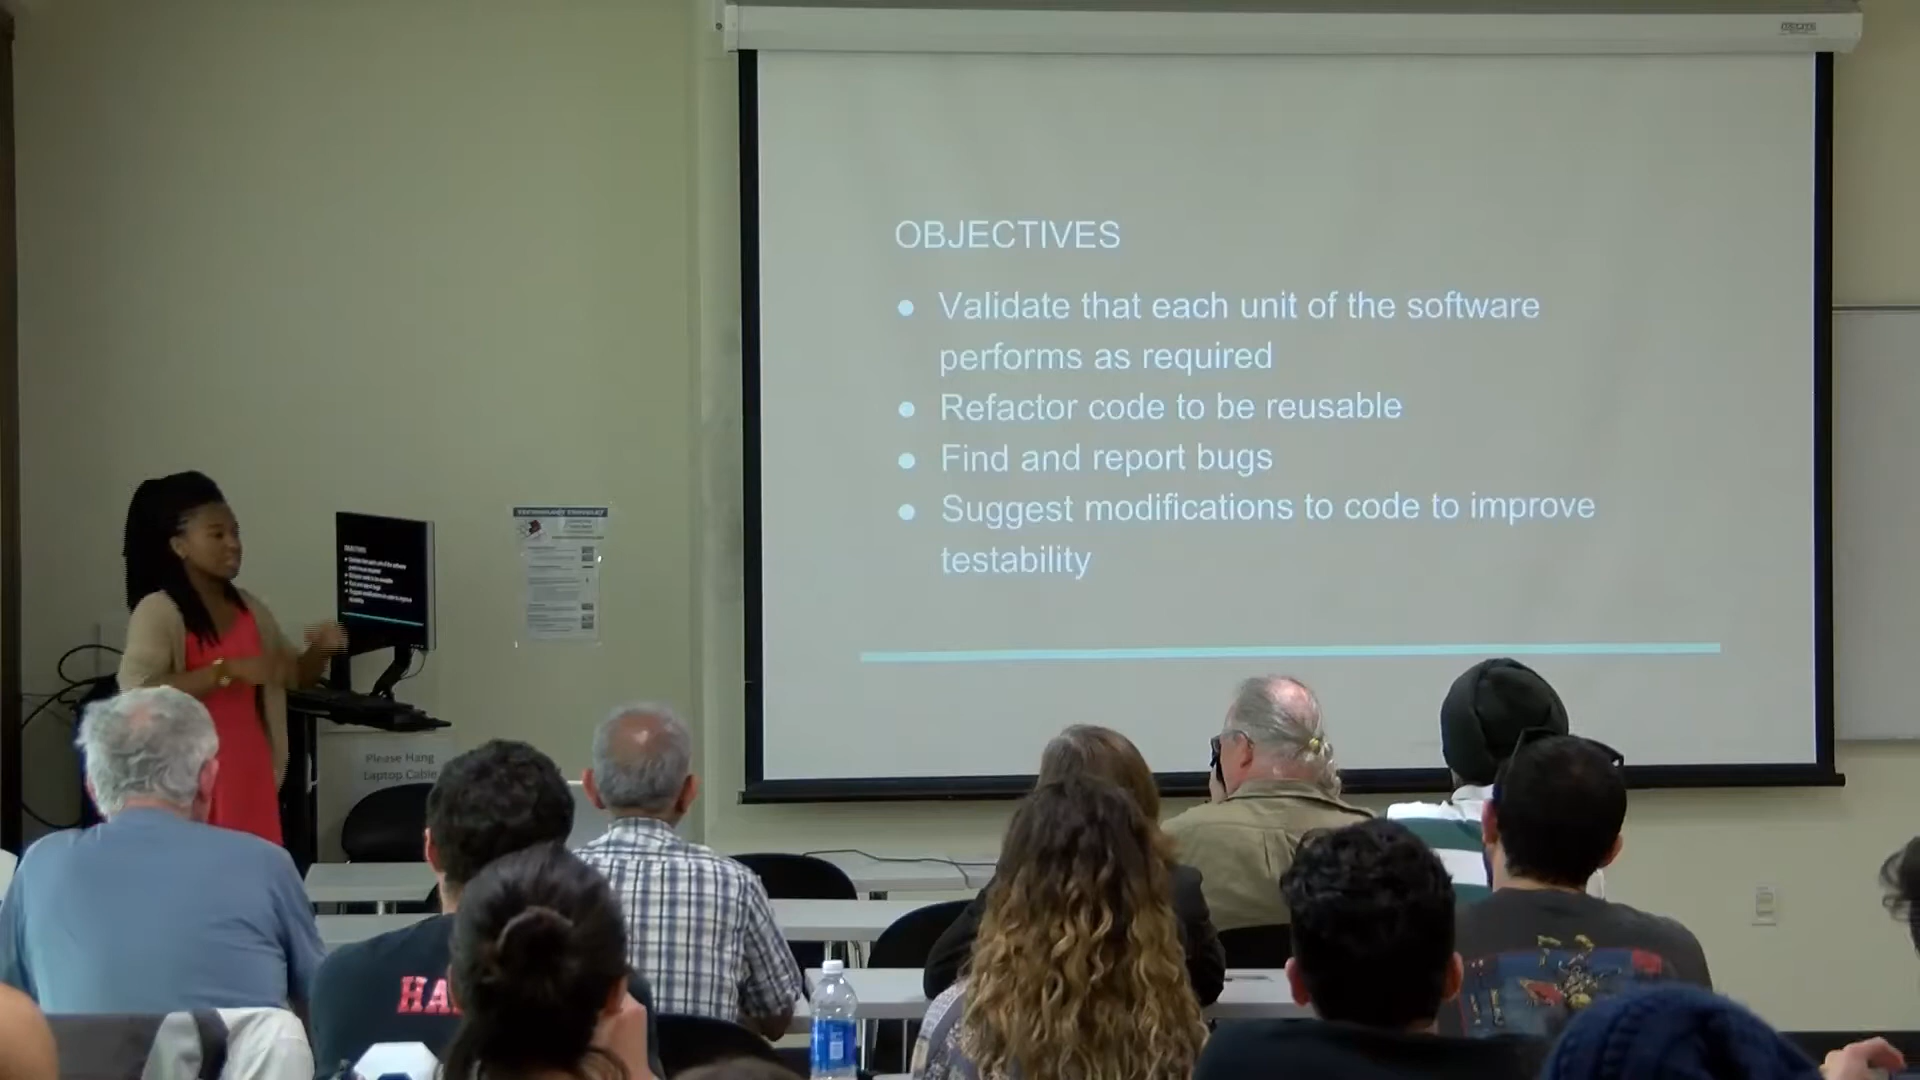 OBJECTIVES
● Validate that each unit of the software
performs as required
● Refactor code to be reusable
● Find and report bugs
● Suggest modifications to code to improve
testability
Please Hang
Laptop Cable
HA